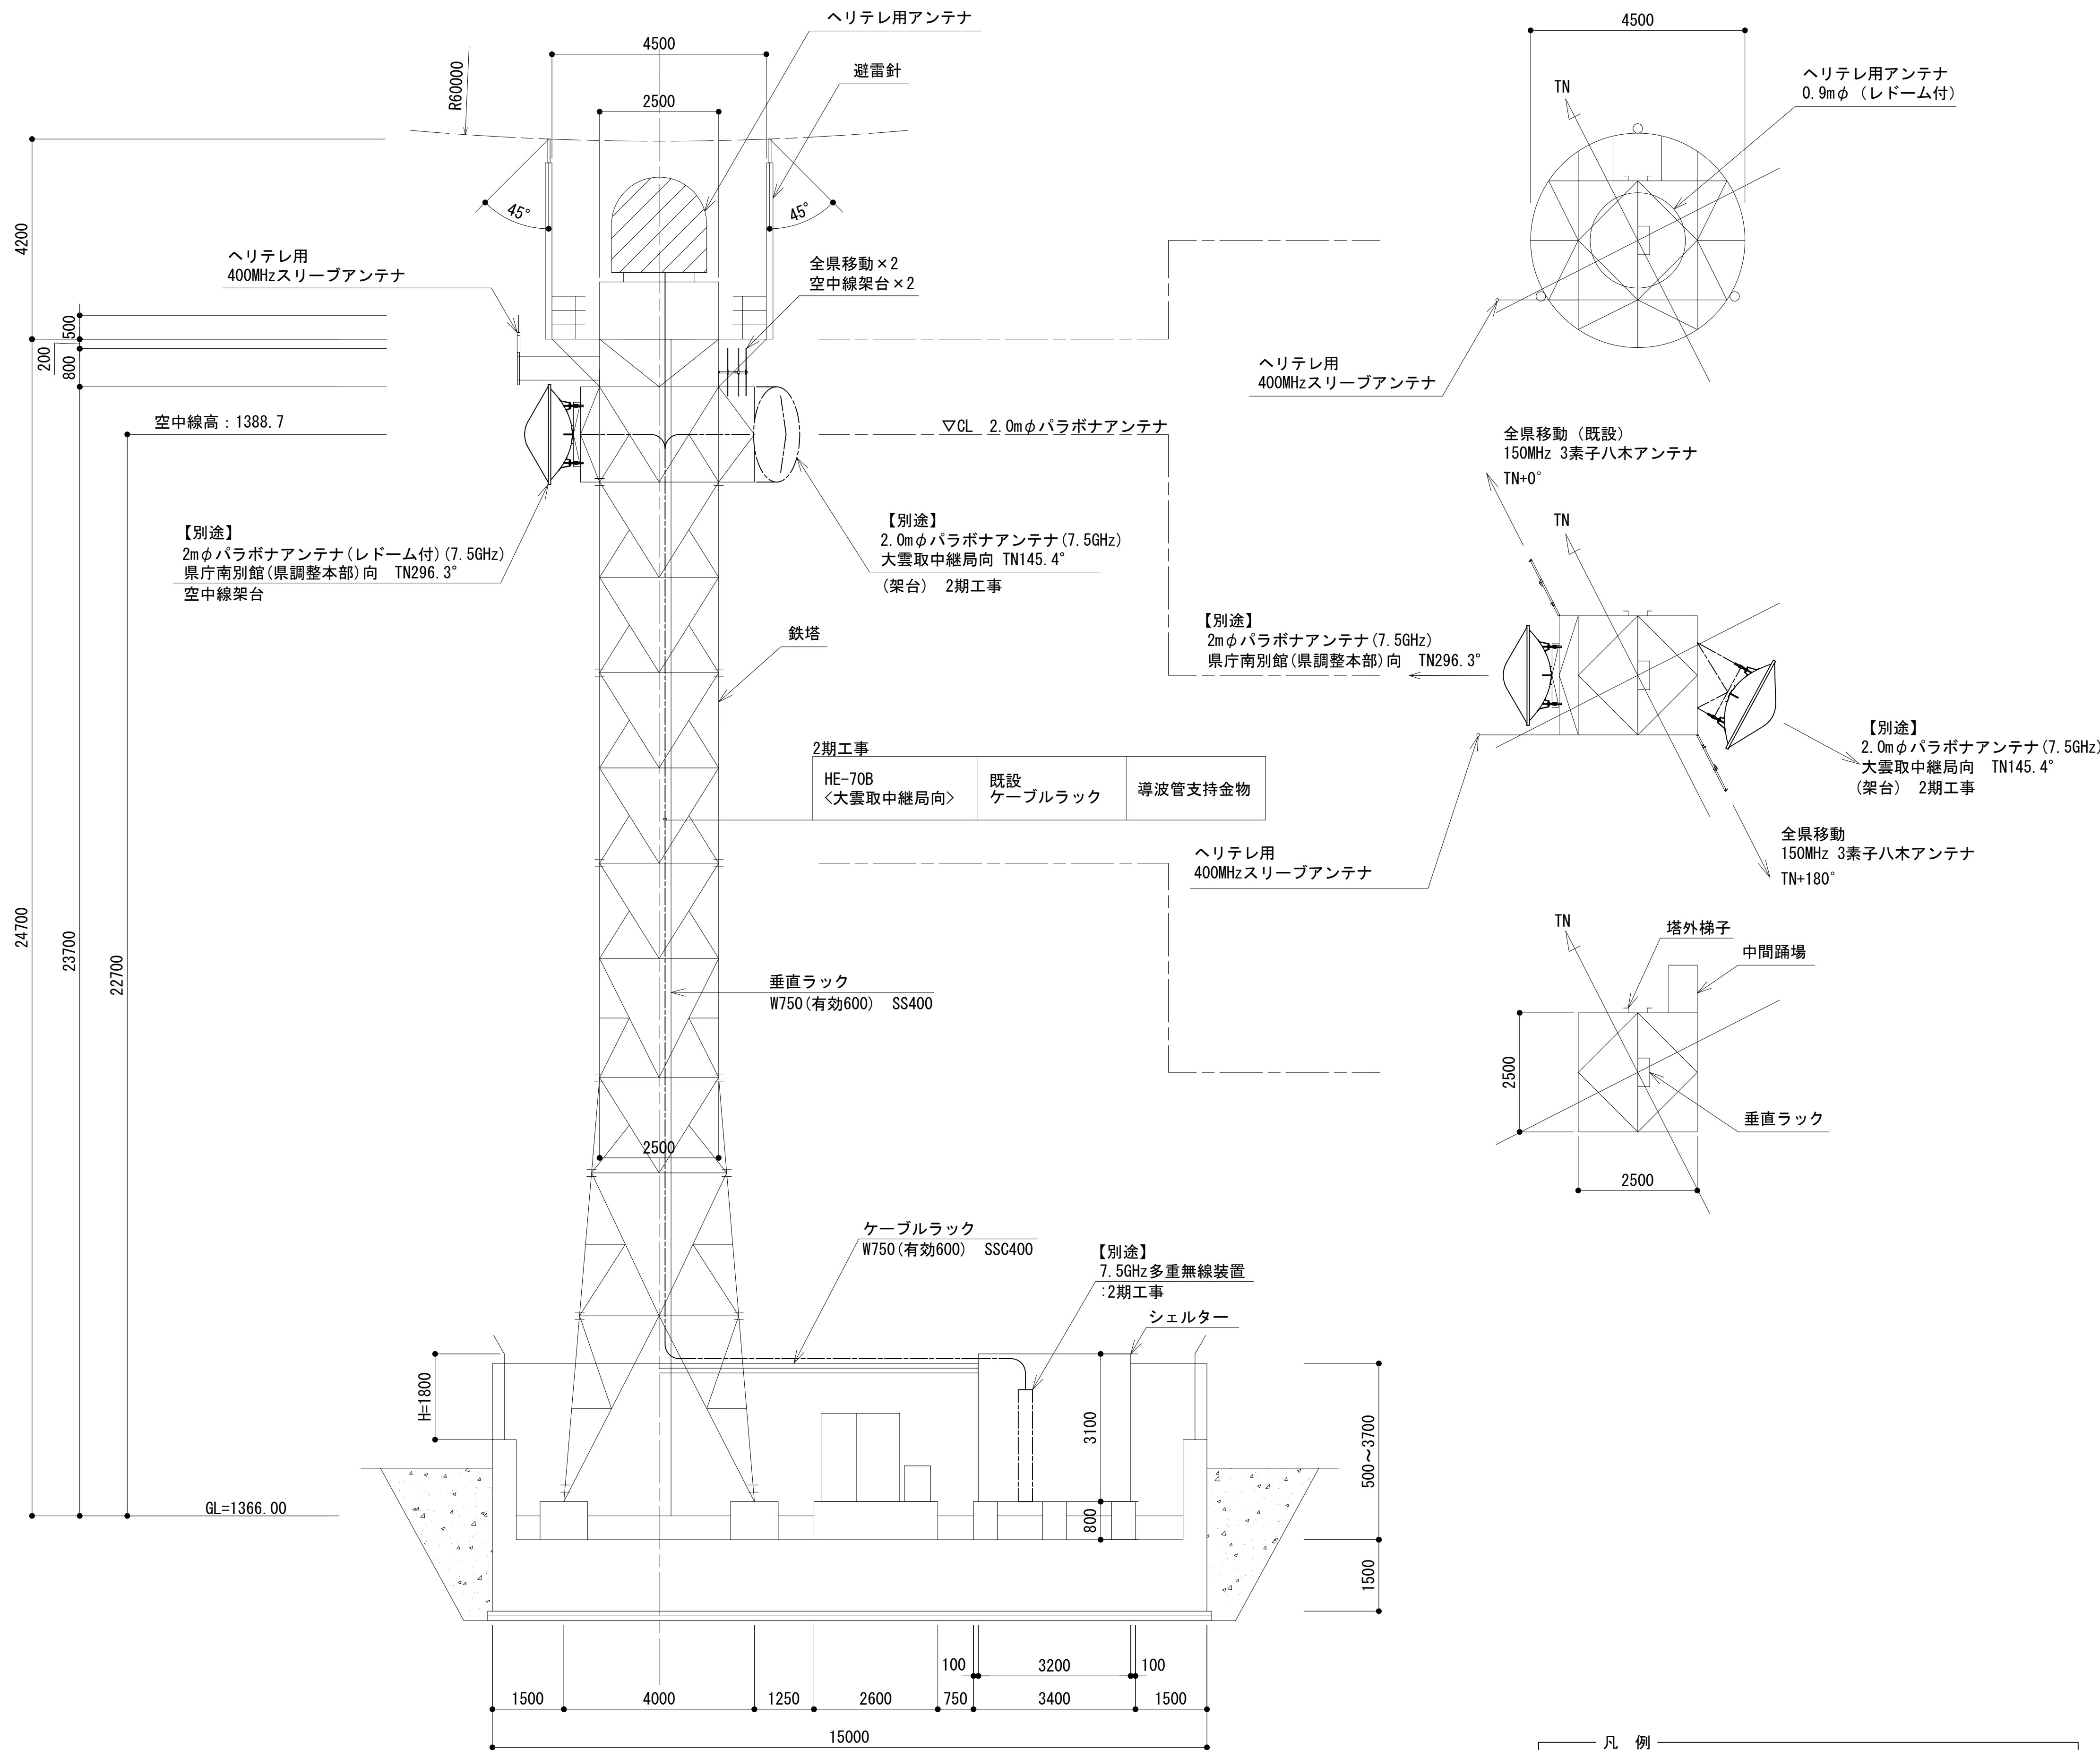 ヘリテレ用アンテナ
4500
避雷針
R60000
2500
45°
45°
4200
ヘリテレ用
400MHzスリーブアンテナ
全県移動×2
空中線架台×2
500
200
800
空中線高：1388.7
▽CL 2.0mφパラボナアンテナ
【別途】
2mφパラボナアンテナ(レドーム付)(7.5GHz)
県庁南別館(県調整本部)向 TN296.3°
空中線架台
【別途】
2.0mφパラボナアンテナ(7.5GHz)
大雲取中継局向 TN145.4°
(架台) 2期工事
鉄塔
2期工事
HE-70B
<大雲取中継局向>
既設
ケーブルラック
導波管支持金物
24700
23700
22700
垂直ラック
W750(有効600) SS400
2500
ケーブルラック
W750(有効600) SSC400
【別途】
7.5GHz多重無線装置
:2期工事
シェルター
H=1800
3100
800
500~3700
1500
GL=1366.00
100
3200
100
1500
4000
1250
2600
750
3400
1500
15000
4500
TN
ヘリテレ用アンテナ
0.9mφ (レドーム付)
ヘリテレ用
400MHzスリーブアンテナ
全県移動 (既設)
150MHz 3素子八木アンテナ
TN+0°
TN
【別途】
2mφパラボナアンテナ(7.5GHz)
県庁南別館(県調整本部)向 TN296.3°
【別途】
2.0mφパラボナアンテナ(7.5GHz)
大雲取中継局向 TN145.4°
(架台) 2期工事
全県移動
150MHz 3素子八木アンテナ
TN+180°
ヘリテレ用
400MHzスリーブアンテナ
TN
塔外梯子
中間踊場
2500
垂直ラック
2500
凡 例